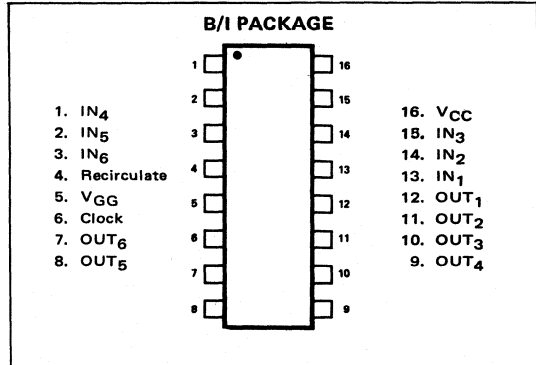 B/I PACKAGE
1
2
3
4
5
6
7
8
16
15
14
13
12
11
10
9
1. IN4
2. IN5
3. IN6
4. Recirculate
5. VGG
6. Clock
7. OUT6
8. OUT5
16. VCC
15. IN3
14. IN2
13. IN1
12. OUT1
11. OUT2
10. OUT3
9. OUT4